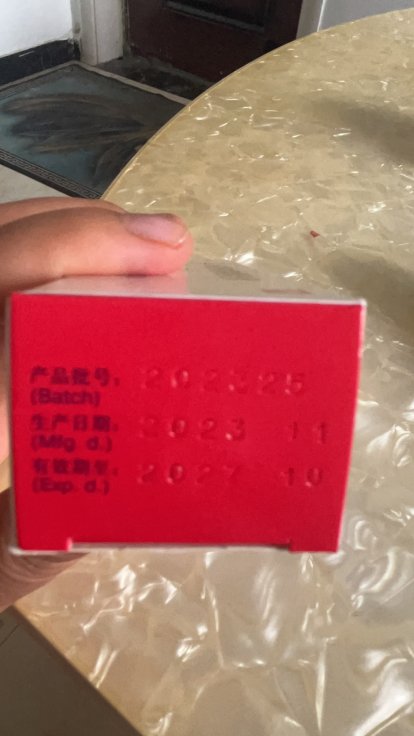 产品批号： 202325
(Batch)
生产日期： 2023 11
(Mfg. d.)
有效期至： 2027 10
(Exp. d.)